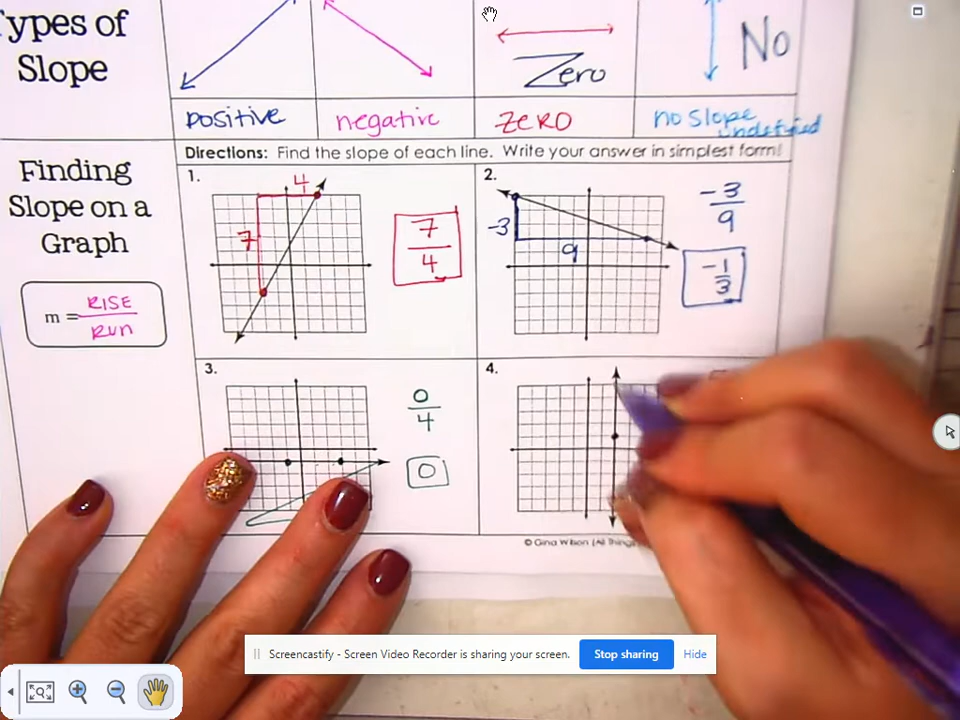 Types of
Slope
Zero
No
positive
negative
ZERO
no slope
undefined
Directions: Find the slope of each line. Write your answer in simplest form!
Finding
Slope on a
Graph
m = RISE
RUN
1.
4
7
7
4
2.
-3
9
-3
9
-1
3
3.
0
4
0
4.
© Gina Wilson (All Things
Screencastify - Screen Video Recorder is sharing your screen.
Stop sharing
Hide